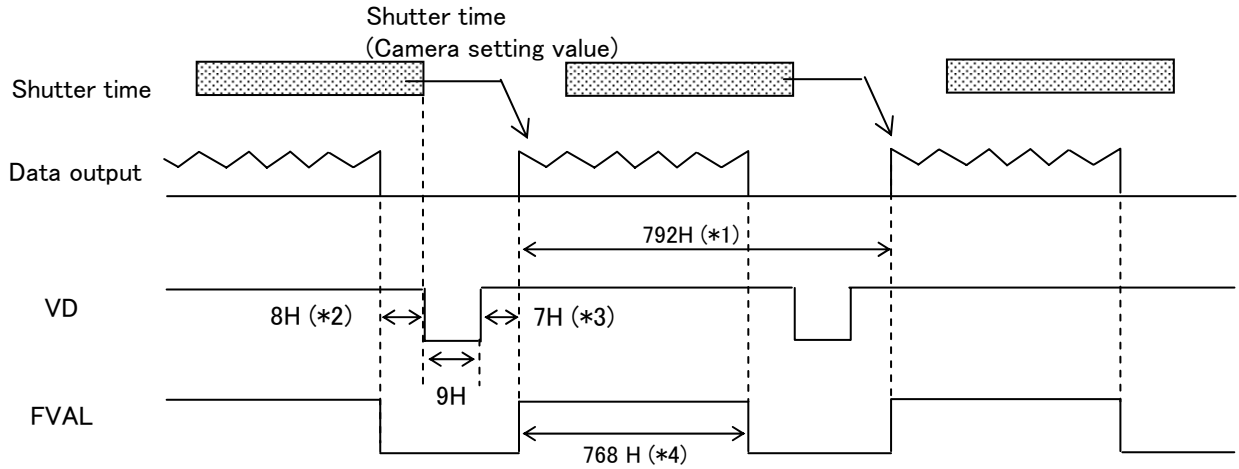 Shutter time
(Camera setting value)
Shutter time
Data output
792H (*1)
VD
8H (*2)
7H (*3)
9H
FVAL
768 H (*4)